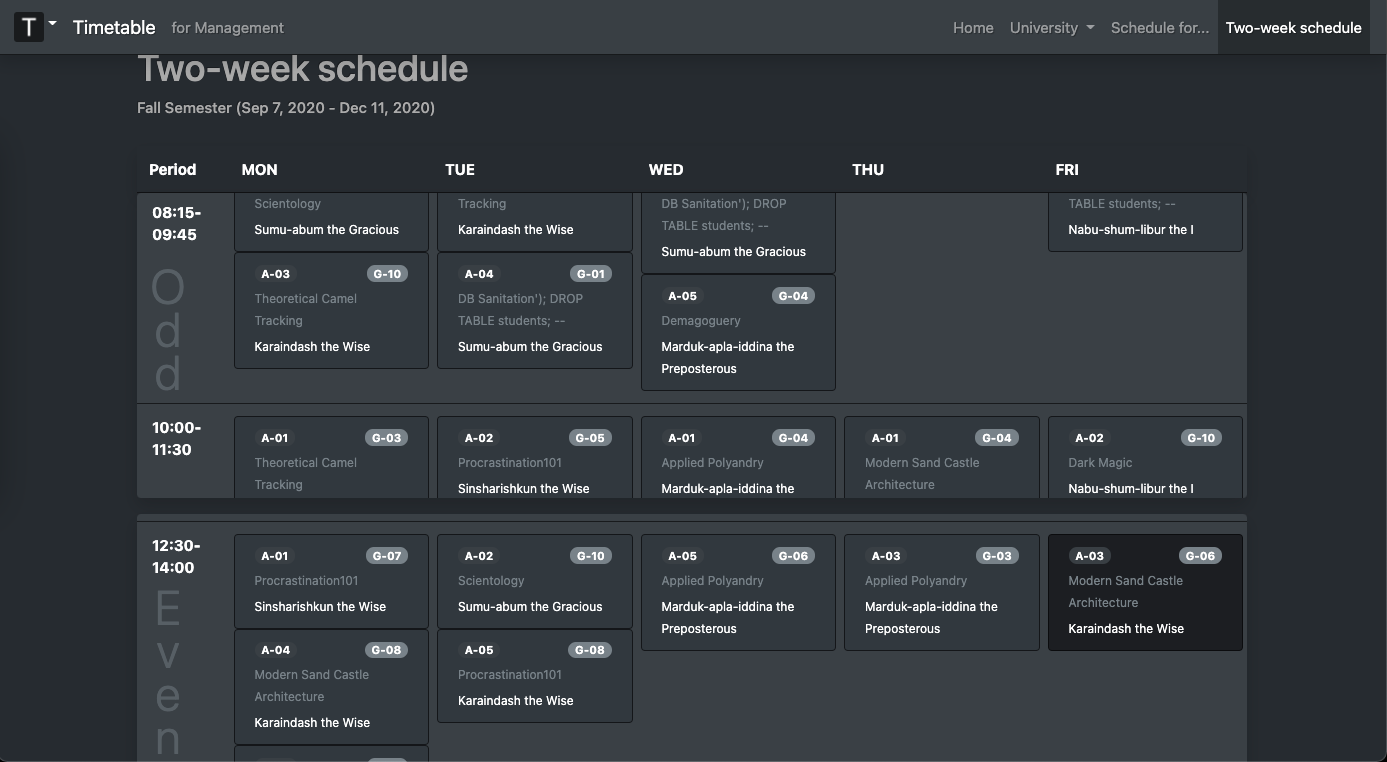 T Timetable for Management Home University Schedule for... Two-week schedule
Two-week schedule
Fall Semester (Sep 7, 2020 - Dec 11, 2020)
Period MON TUE WED THU FRI
08:15-
09:45
Odd
Scientology
Sumu-abum the Gracious
A-03 G-10
Theoretical Camel
Tracking
Karaindash the Wise
Tracking
Karaindash the Wise
A-04 G-01
DB Sanitation'); DROP
TABLE students; --
Sumu-abum the Gracious
DB Sanitation'); DROP
TABLE students; --
Sumu-abum the Gracious
A-05 G-04
Demagoguery
Marduk-apla-iddina the
Preposterous
TABLE students; --
Nabu-shum-libur the I
10:00-
11:30
A-01 G-03
Theoretical Camel
Tracking
A-02 G-05
Procrastination101
Sinsharishkun the Wise
A-01 G-04
Applied Polyandry
Marduk-apla-iddina the
A-01 G-04
Modern Sand Castle
Architecture
A-02 G-10
Dark Magic
Nabu-shum-libur the I
12:30-
14:00
Even
A-01 G-07
Procrastination101
Sinsharishkun the Wise
A-04 G-08
Modern Sand Castle
Architecture
Karaindash the Wise
A-02 G-10
Scientology
Sumu-abum the Gracious
A-05 G-08
Procrastination101
Karaindash the Wise
A-05 G-06
Applied Polyandry
Marduk-apla-iddina the
Preposterous
A-03 G-03
Applied Polyandry
Marduk-apla-iddina the
Preposterous
A-03 G-06
Modern Sand Castle
Architecture
Karaindash the Wise